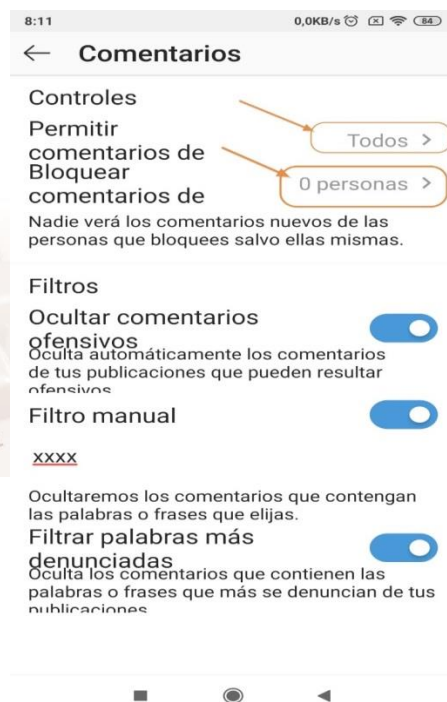 8:11 0,0KB/s 84
Comentarios
Controles
Permitir
comentarios de
Todos >
Bloquear
comentarios de
0 personas >
Nadie verá los comentarios nuevos de las
personas que bloquees salvo ellas mismas.
Filtros
Ocultar comentarios
ofensivos
Oculta automáticamente los comentarios
de tus publicaciones que pueden resultar
ofensivos
Filtro manual
xxxx
Ocultaremos los comentarios que contengan
las palabras o frases que elijas.
Filtrar palabras más
denunciadas
Oculta los comentarios que contienen las
palabras o frases que más se denuncian de tus
publicaciones